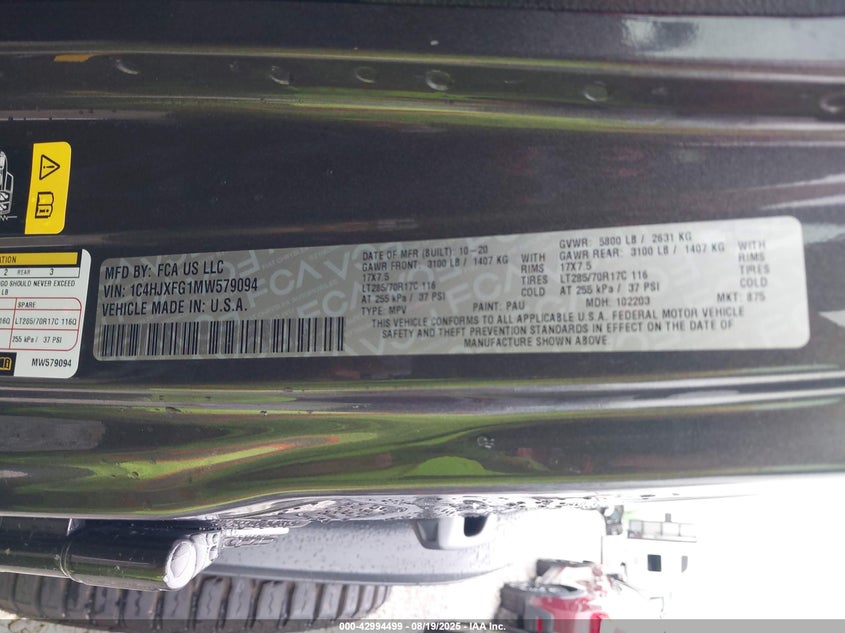 MFD BY: FCA US LLC
VIN: 1C4HJXFG1MW579094
VEHICLE MADE IN: U.S.A.
DATE OF MFR (BUILT): 10-20
GAWR FRONT: 3100 LB / 1407 KG WITH
17X7.5 RIMS
LT285/70R17C 116 TIRES
AT 255 kPa / 37 PSI COLD
TYPE: MPV PAINT: PAU
GVWR: 5800 LB / 2631 KG
GAWR REAR: 3100 LB / 1407 KG WITH
17X7.5 RIMS
LT285/70R17C 116 TIRES
AT 255 kPa / 37 PSI COLD
MDH: 102203 MKT: 875
THIS VEHICLE CONFORMS TO ALL APPLICABLE U.S.A. FEDERAL MOTOR VEHICLE
SAFETY AND THEFT PREVENTION STANDARDS IN EFFECT ON THE DATE OF
MANUFACTURE SHOWN ABOVE.
2 REAR 3
GO SHOULD NEVER EXCEED
LB
SPARE
116Q LT285/70R17C 116Q
255 kPa / 37 PSI
MW579094
000-42994499 - 08/19/2025 - IAA Inc.